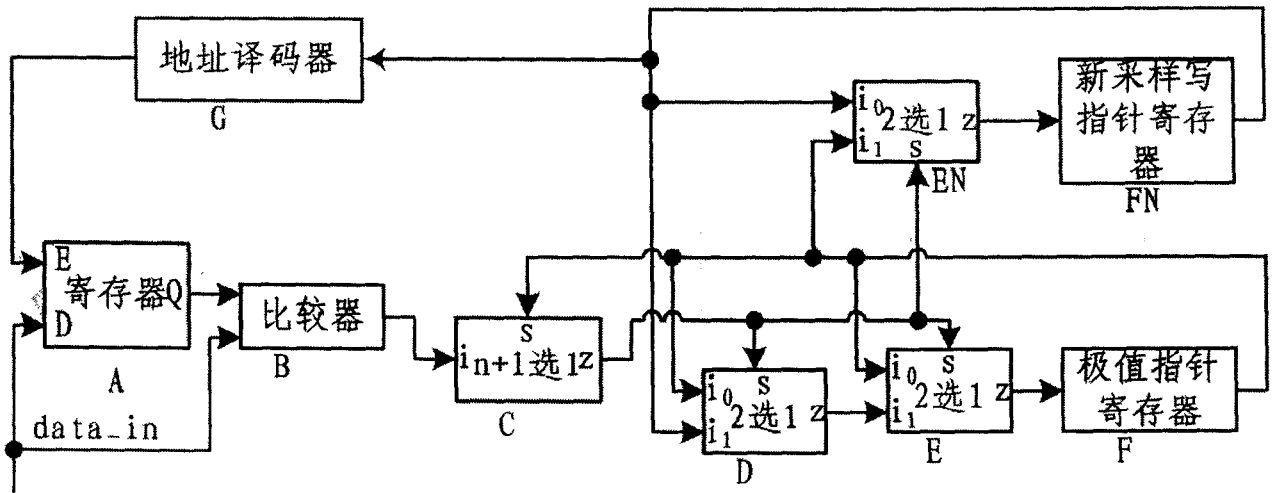 地址译码器
G
i0
2选1 z
i1
s
EN
新采样写
指针寄存
器
FN
E
寄存器Q
D
A
比较器
B
s
in+1选1z
C
data_in
i0 s
2选1 z
i1
D
i0 s
2选1 z
i1
E
极值指针
寄存器
F